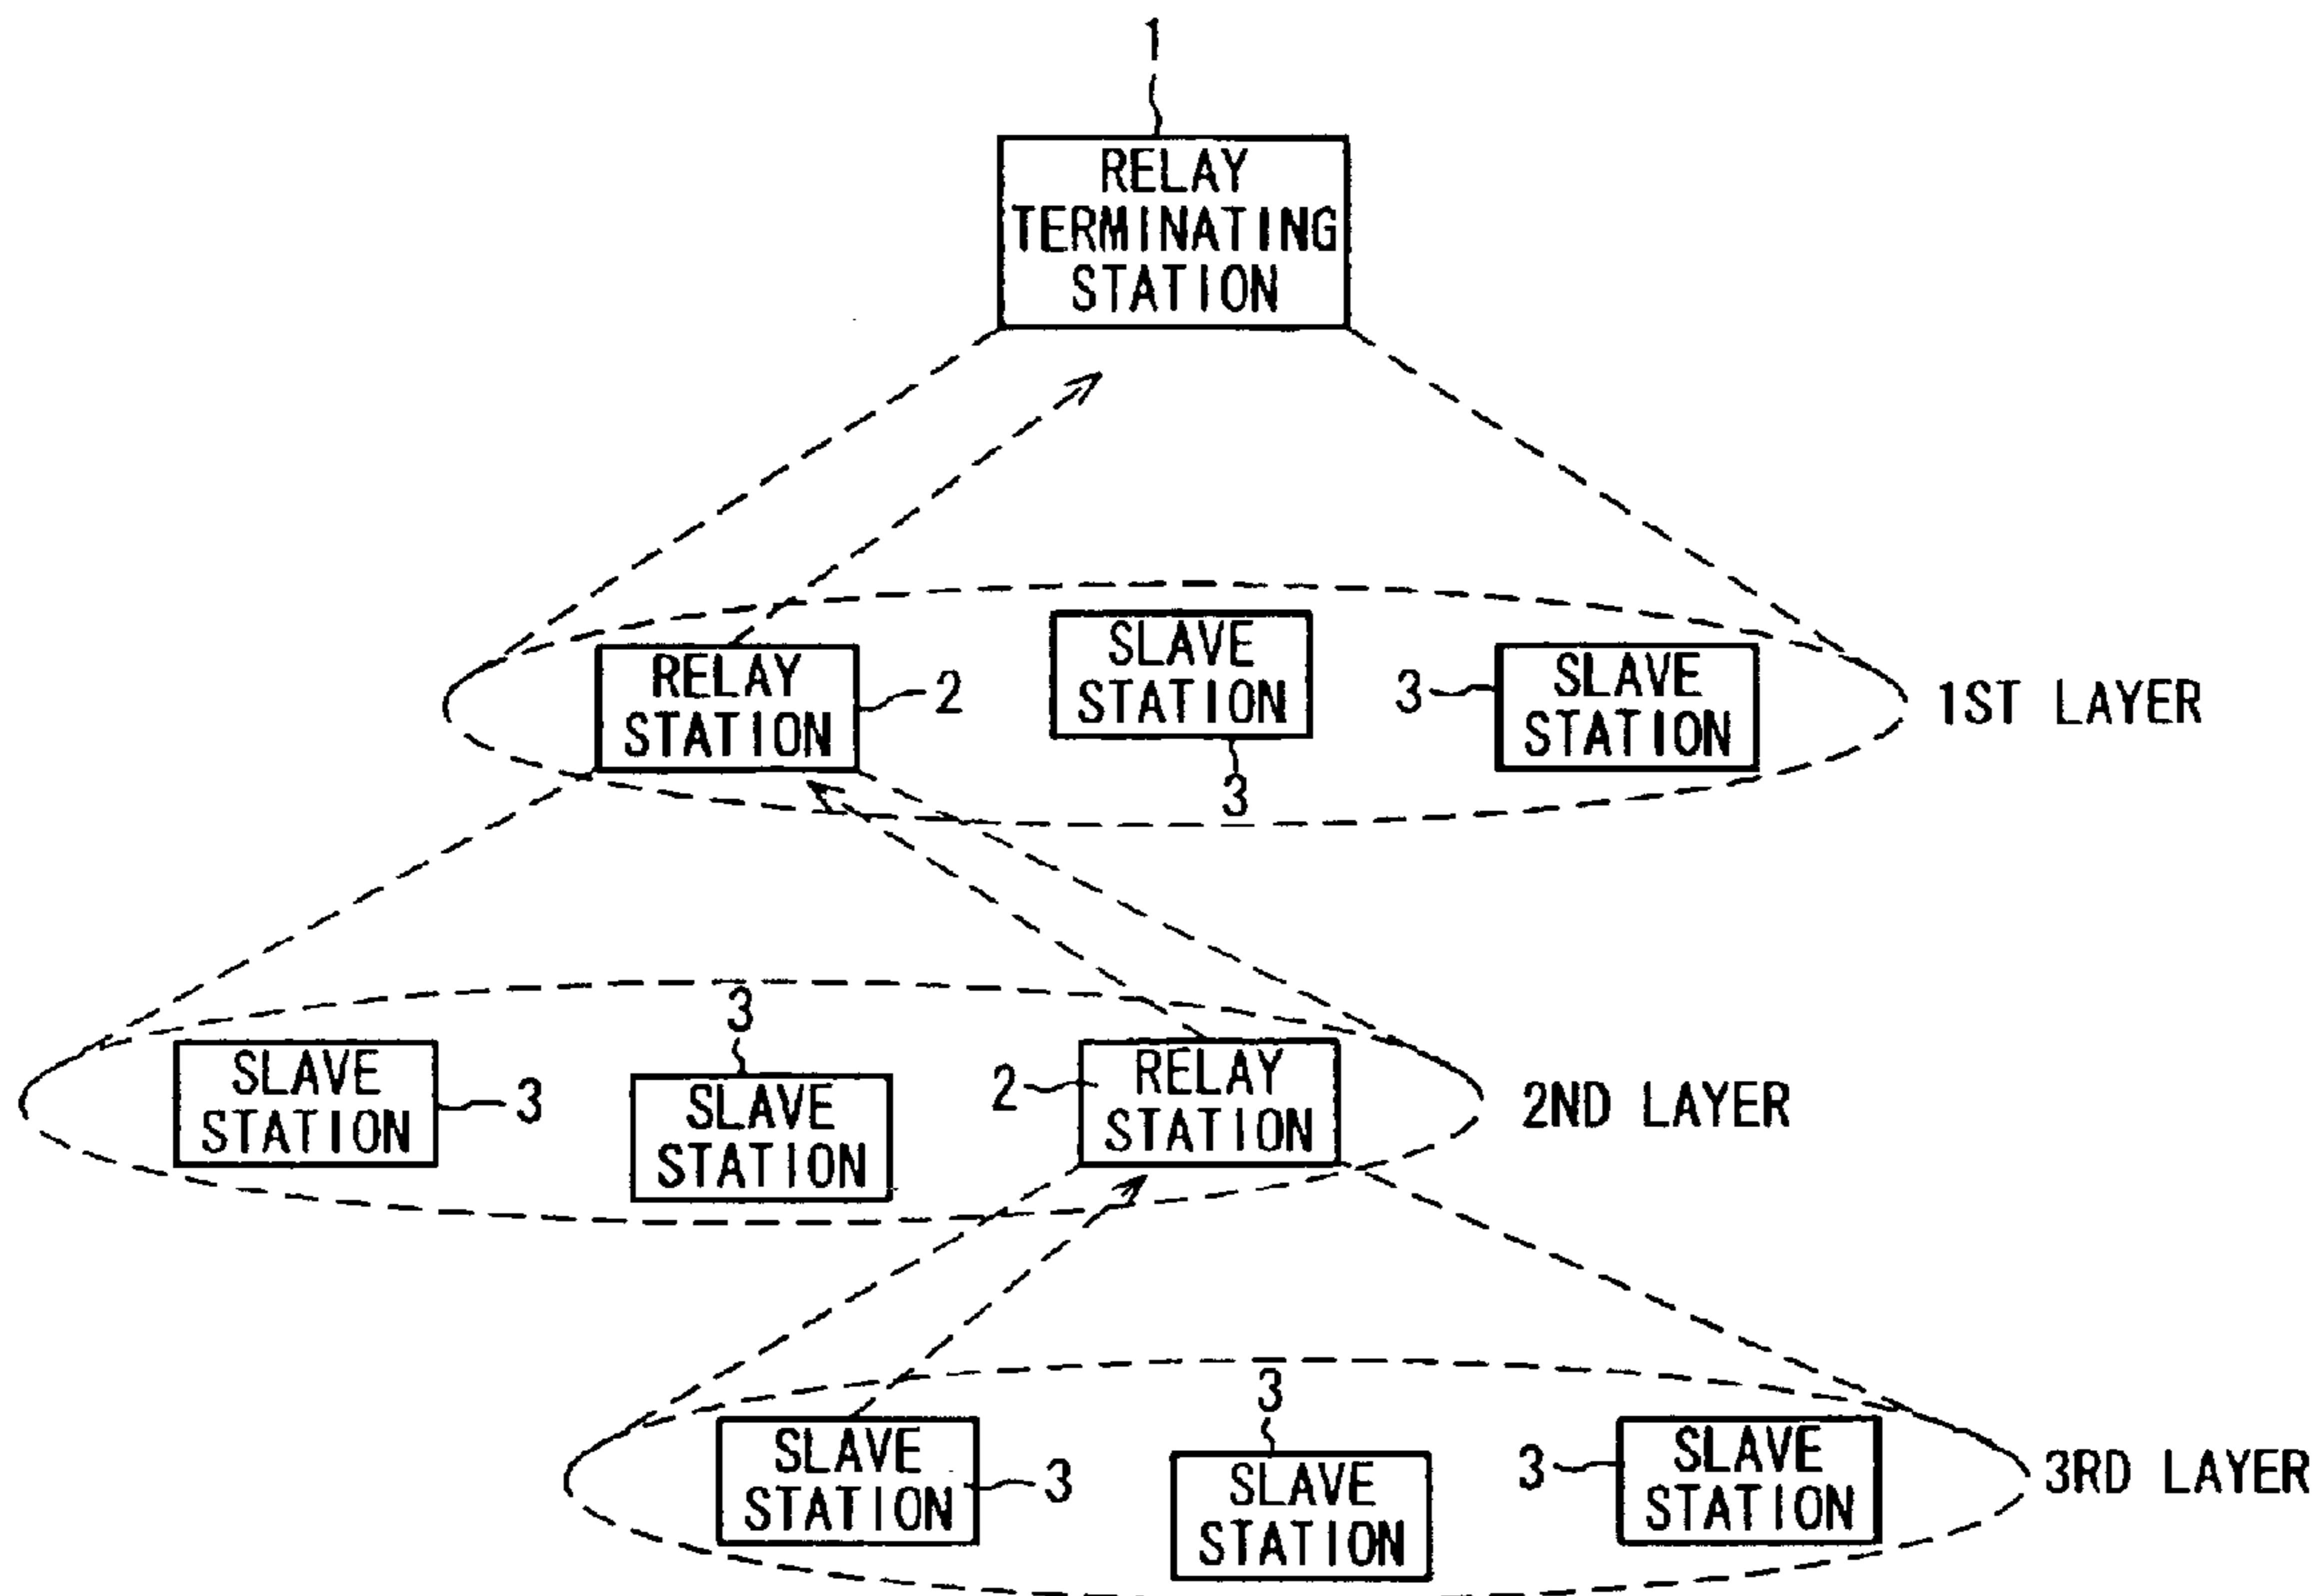 1
RELAY
TERMINATING
STATION
RELAY
STATION
2
SLAVE
STATION
3
3
SLAVE
STATION
1ST LAYER
SLAVE
STATION
3
3
SLAVE
STATION
2
RELAY
STATION
2ND LAYER
SLAVE
STATION
3
3
SLAVE
STATION
3
SLAVE
STATION
3RD LAYER